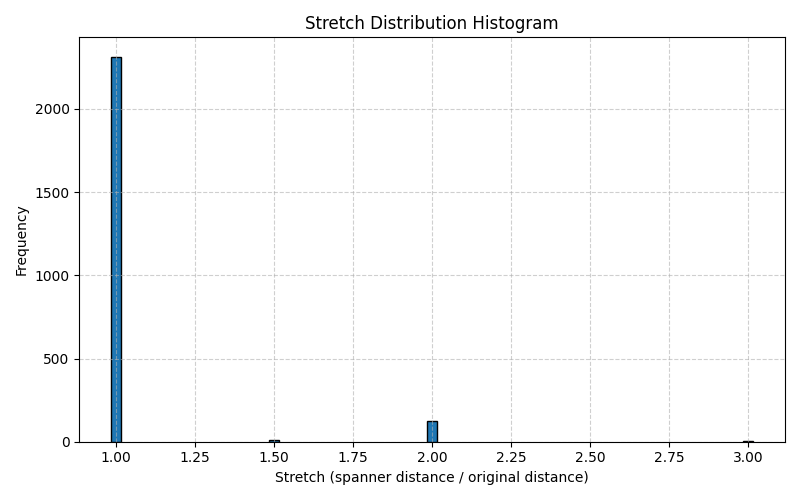 Stretch Distribution Histogram
Frequency
2000
1500
1000
500
0
1.00 1.25 1.50 1.75 2.00 2.25 2.50 2.75 3.00
Stretch (spanner distance / original distance)